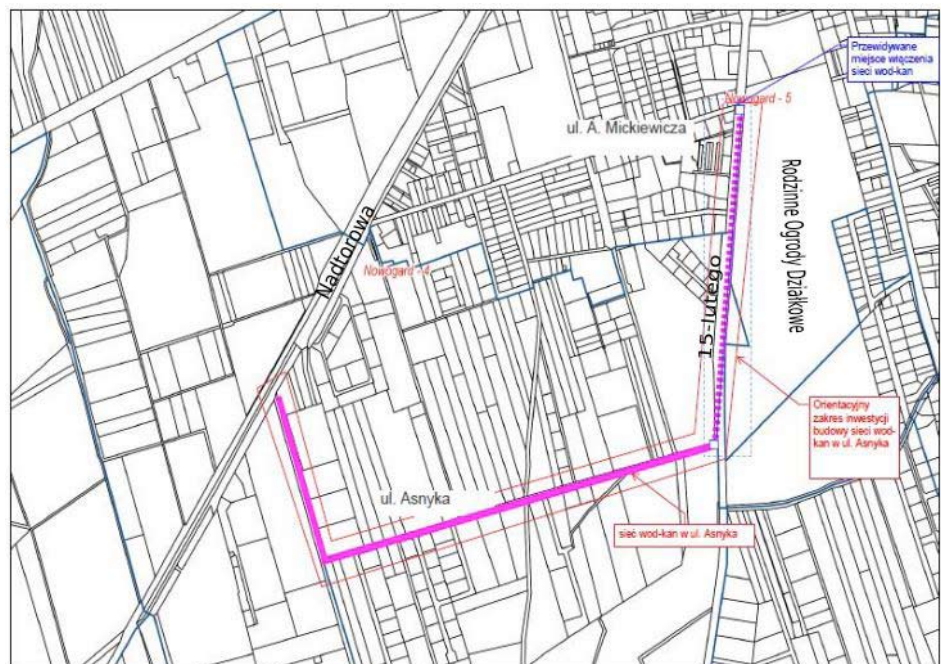 Przewidywane
miejsce włączenia
sieci wod-kan
Nowogard - 5
ul. A. Mickiewicza
Rodzinne Ogrody Działkowe
Nadtorowa
Nowogard - 4
15-lutego
Orientacyjny
zakres inwestycji
budowy sieci wod-
kan w ul. Asnyka
ul. Asnyka
sieć wod-kan w ul. Asnyka